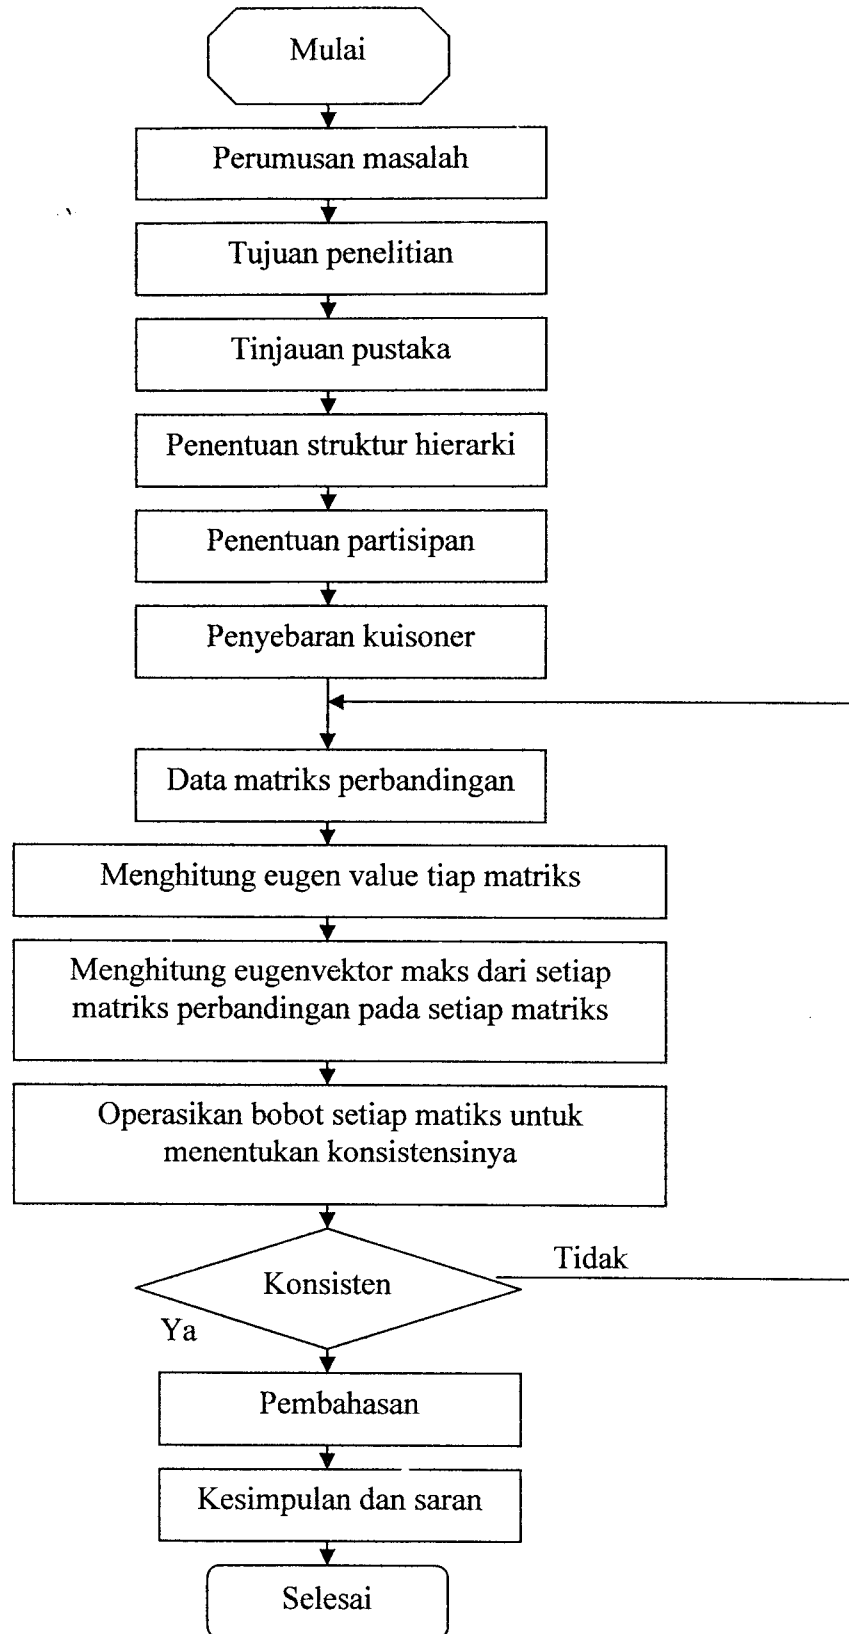 Mulai
Perumusan masalah
Tujuan penelitian
Tinjauan pustaka
Penentuan struktur hierarki
Penentuan partisipan
Penyebaran kuisoner
Data matriks perbandingan
Menghitung eugen value tiap matriks
Menghitung eugenvektor maks dari setiap
matriks perbandingan pada setiap matriks
Operasikan bobot setiap matiks untuk
menentukan konsistensinya
Tidak
Konsisten
Ya
Pembahasan
Kesimpulan dan saran
Selesai